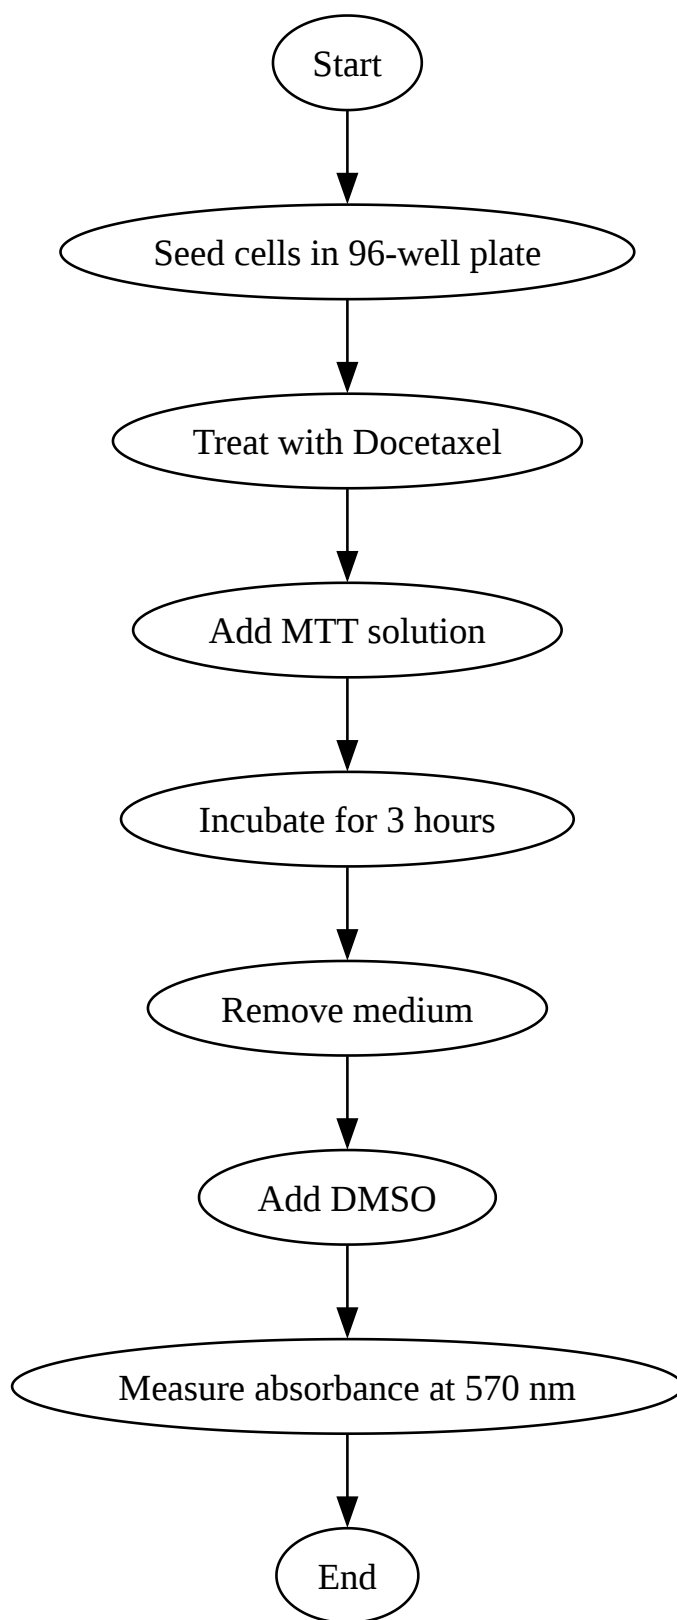 Start
Seed cells in 96-well plate
Treat with Docetaxel
Add MTT solution
Incubate for 3 hours
Remove medium
Add DMSO
Measure absorbance at 570 nm
End